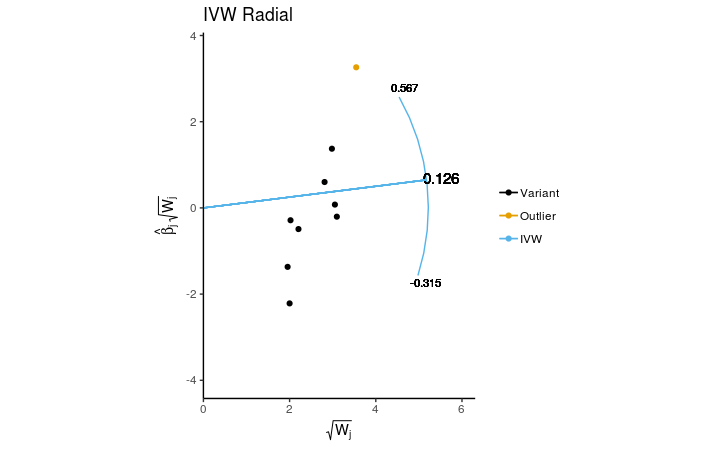 IVW Radial
4
2
0
-2
-4
β̂j√Wj
0
2
4
6
√Wj
0.567
0.126
-0.315
Variant
Outlier
IVW